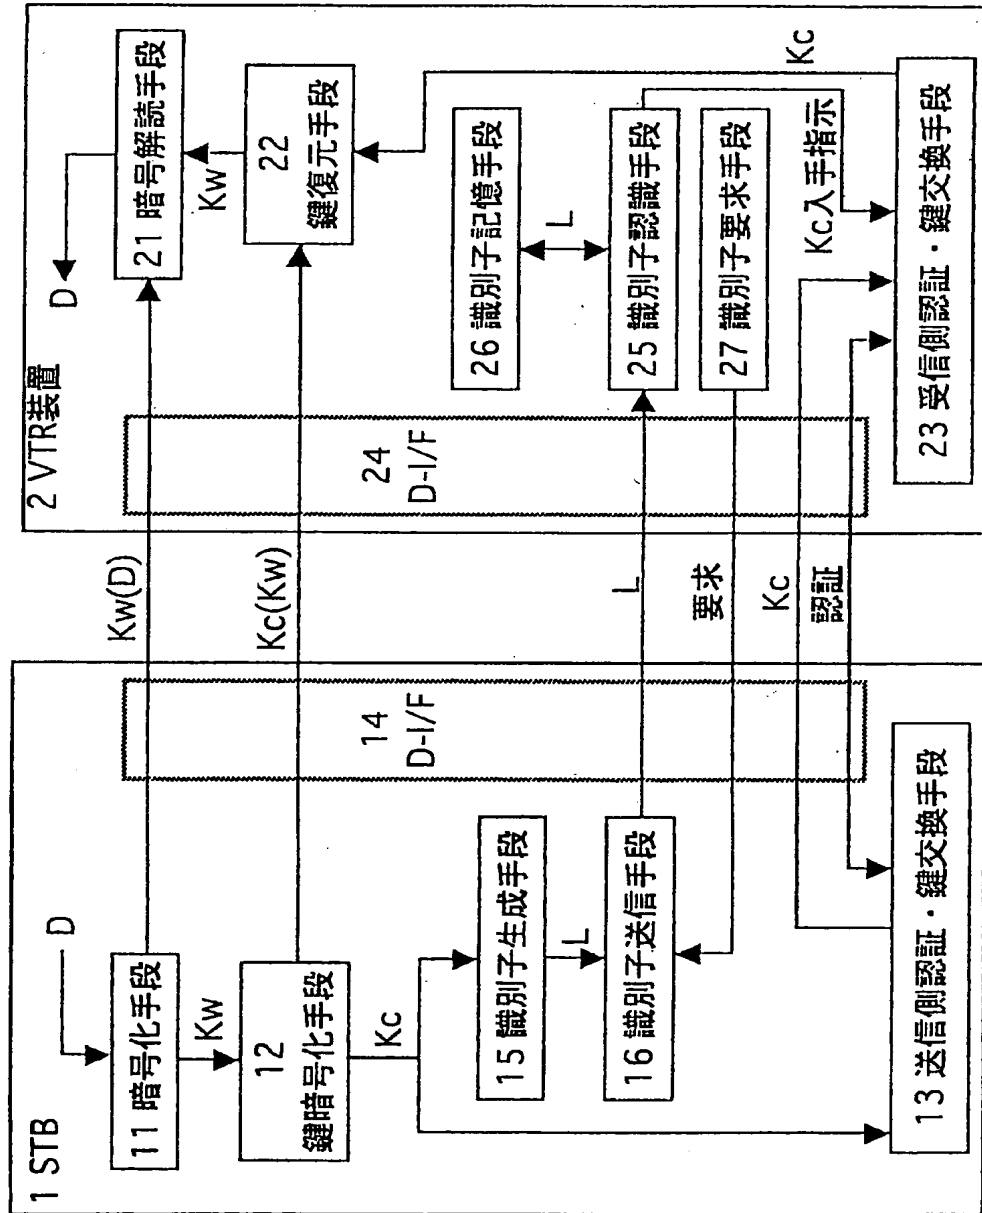 1 STB
D
11 暗号化手段
Kw
12
鍵暗号化手段
Kc
15 識別子生成手段
L
16 識別子送信手段
13 送信側認証・鍵交換手段
14
D-I/F
Kw(D)
Kc(Kw)
L
要求
Kc
認証
2 VTR装置
D
21 暗号解読手段
Kw
22
鍵復元手段
24
D-I/F
26 識別子記憶手段
L
25 識別子認識手段
27 識別子要求手段
Kc
Kc入手指示
23 受信側認証・鍵交換手段